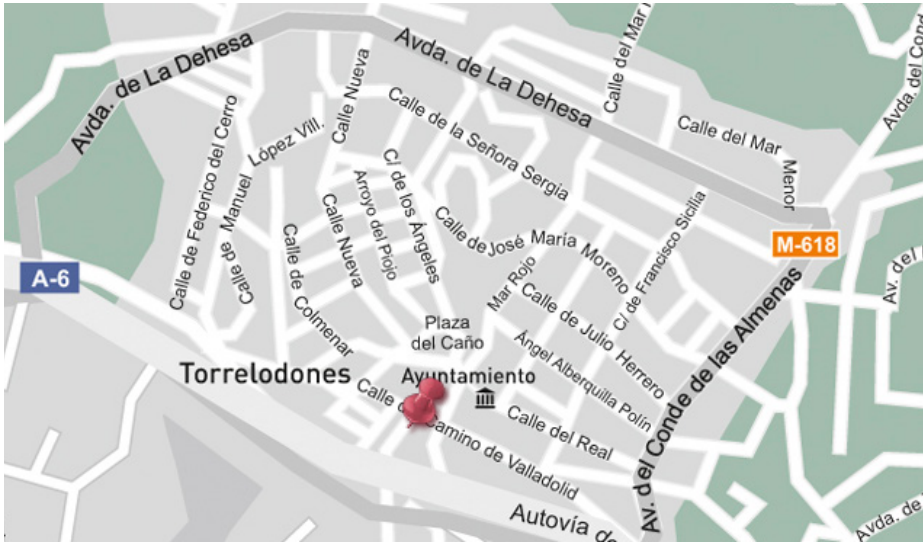 Avda. de La Dehesa
Avda. de La Dehesa
Calle del Mar
Avda. del Cond
Calle Nueva
Calle de la Señora Sergia
Calle del Mar
Menor
López Vill.
Calle de Manuel
Calle de Federico del Cerro
C/ de los Ángeles
Arroyo del Piojo
Calle Nueva
Calle de Colmenar
Calle de José María Moreno
C/ de Francisco Sicilia
M-618
A-6
Av. del
Mar Rojo
Calle de Julio Herrero
Plaza
del Caño
Ángel Alberquilla Polín
Av. del Conde de las Almenas
Torrelodones
Ayuntamiento
Calle del Real
Calle Camino de Valladolid
Autovía de
Avda. de